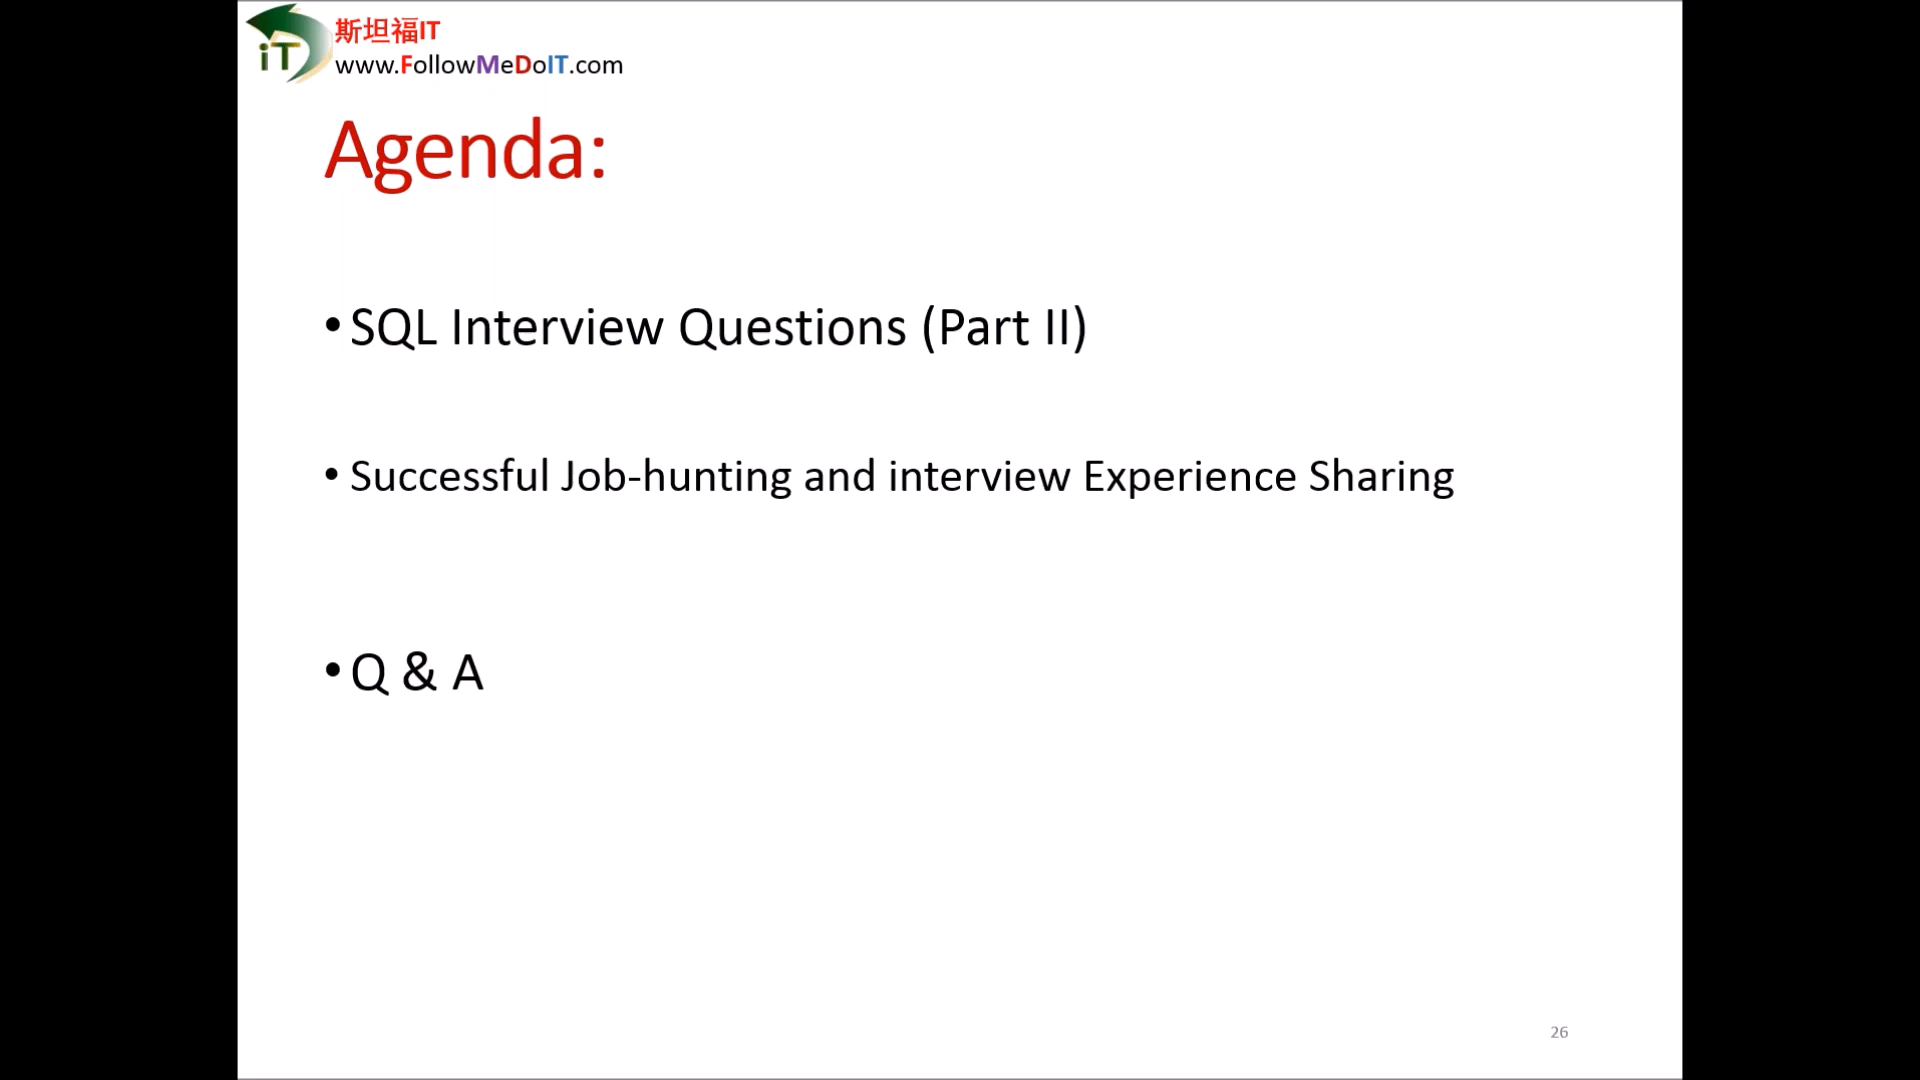 iT
斯坦福IT
www.FollowMeDoIT.com
Agenda:
• SQL Interview Questions (Part II)
• Successful Job-hunting and interview Experience Sharing
• Q & A
26